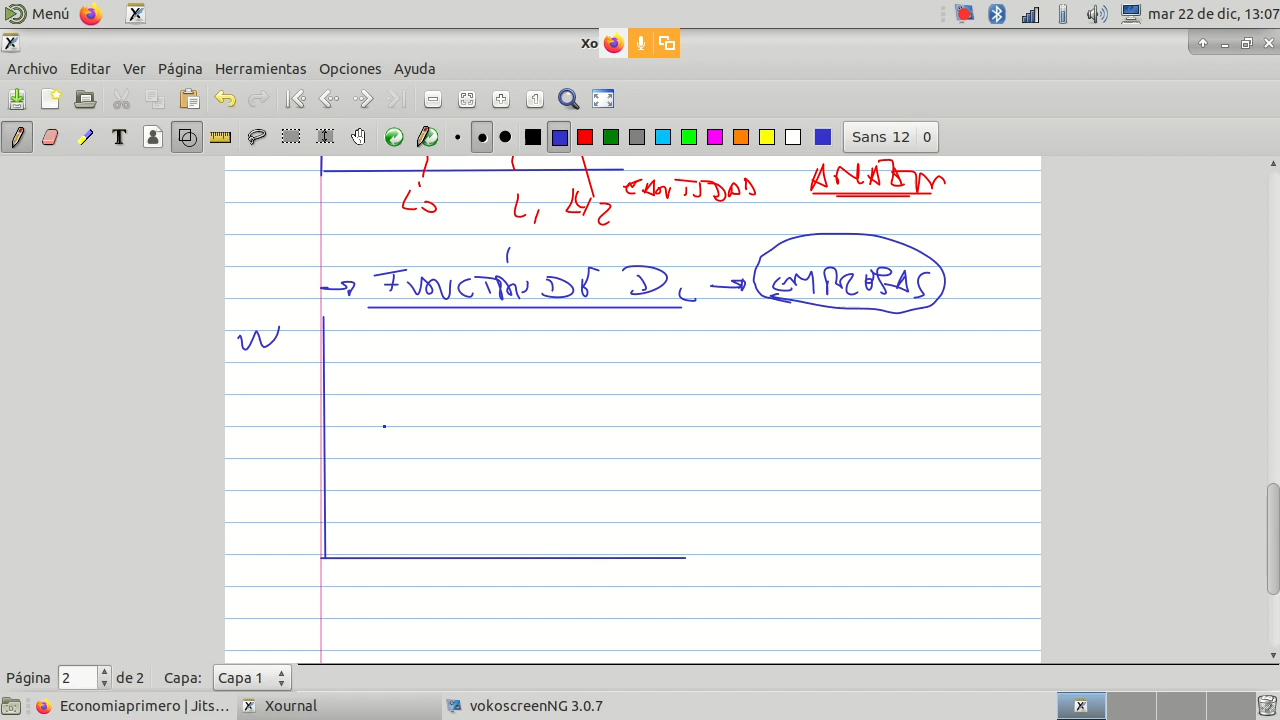 Menú mar 22 de dic, 13:07
Xo
Archivo Editar Ver Página Herramientas Opciones Ayuda
Sans 12 0
L0 L1 L2 CANTIDAD
→ FUNCIÓN DE DL → EMPRESAS
W
Página 2 de 2 Capa: Capa 1
Economiaprimero | Jits... Xournal vokoscreenNG 3.0.7